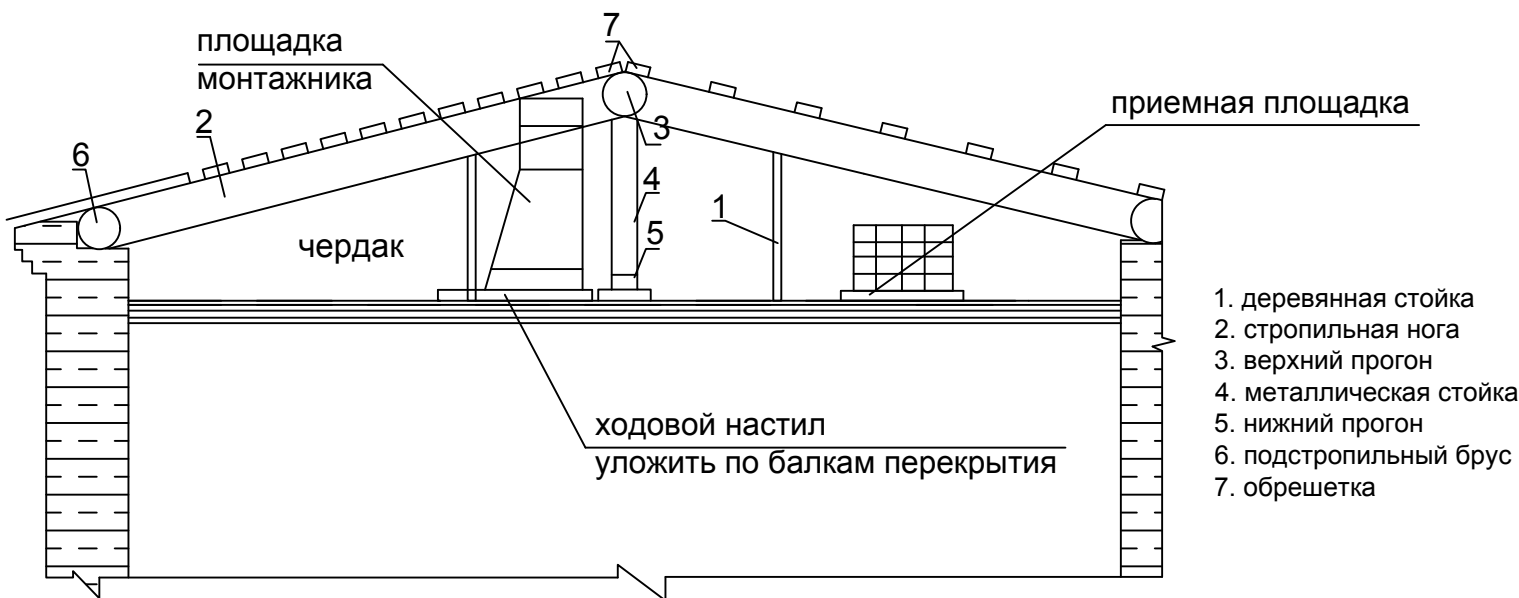 площадка
монтажника
7
приемная площадка
2
3
6
4
1
5
чердак
1. деревянная стойка
2. стропильная нога
3. верхний прогон
4. металлическая стойка
5. нижний прогон
6. подстропильный брус
7. обрешетка
ходовой настил
уложить по балкам перекрытия